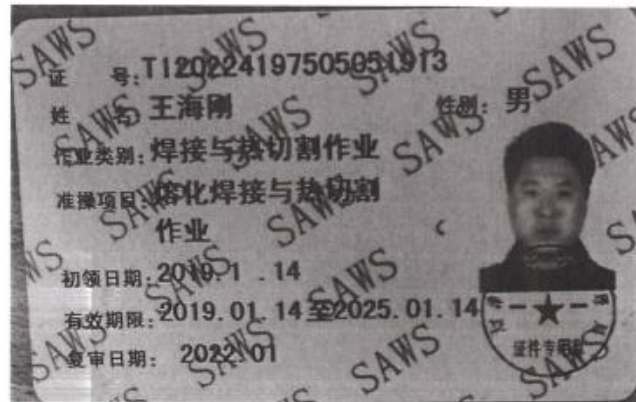 SAWS
证 号:T120224197505051913
姓 名:王海刚 性别: 男
作业类别:焊接与热切割作业
准操项目:熔化焊接与热切割
作业
初领日期:2019.1 .14
有效期限:2019.01.14至2025.01.14
复审日期: 2022.01
证件专用章